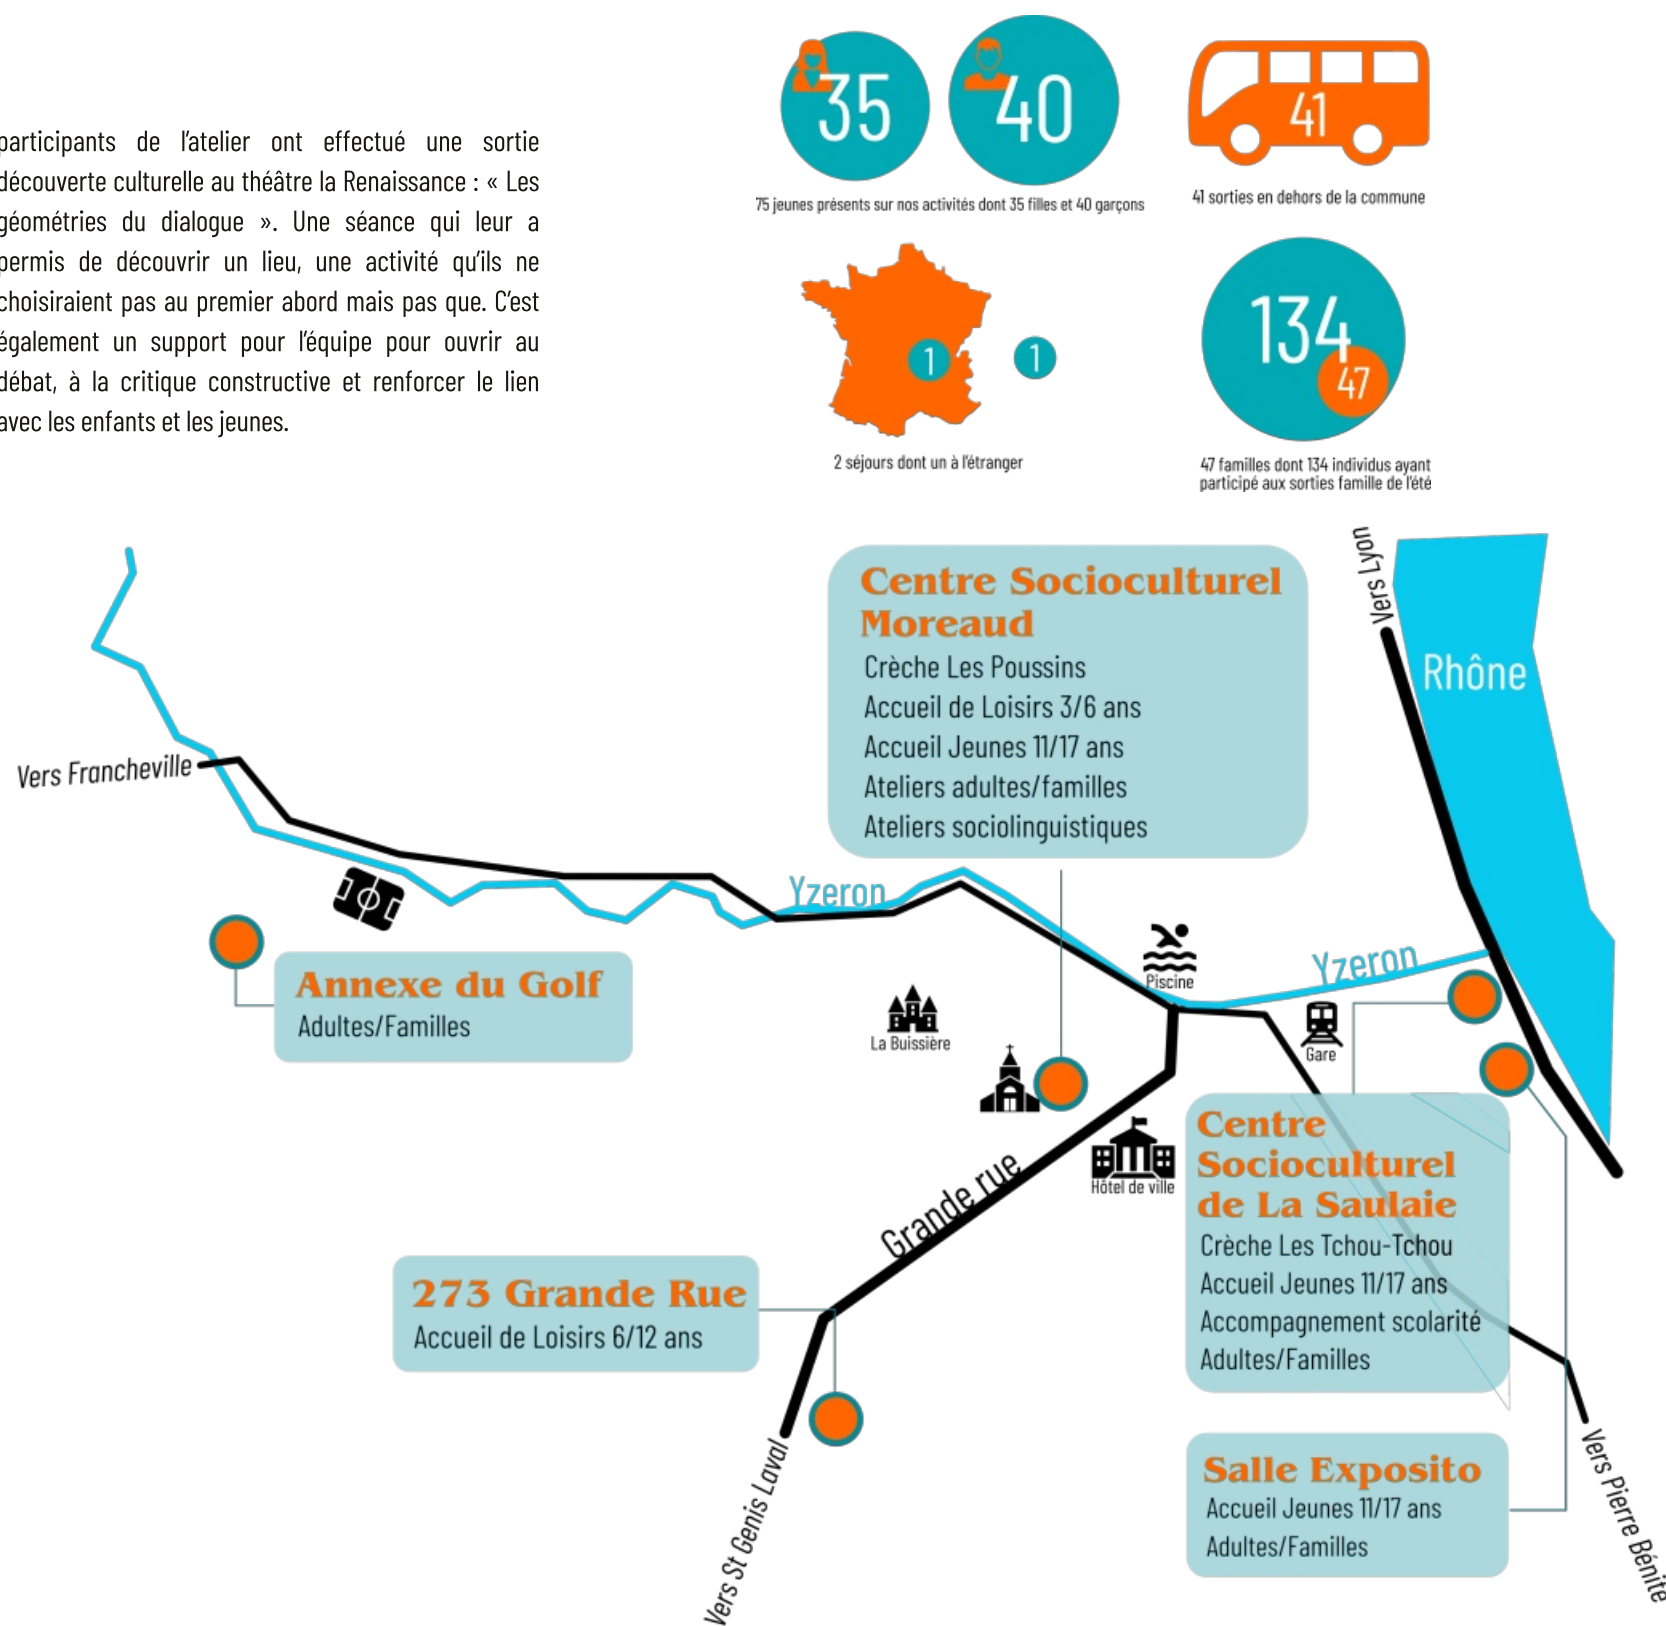 participants de l'atelier ont effectué une sortie
découverte culturelle au théâtre la Renaissance : « Les
géométries du dialogue ». Une séance qui leur a
permis de découvrir un lieu, une activité qu'ils ne
choisiraient pas au premier abord mais pas que. C'est
également un support pour l'équipe pour ouvrir au
débat, à la critique constructive et renforcer le lien
avec les enfants et les jeunes.
35
40
75 jeunes présents sur nos activités dont 35 filles et 40 garçons
41
41 sorties en dehors de la commune
1
1
2 séjours dont un à l'étranger
134
47
47 familles dont 134 individus ayant
participé aux sorties famille de l'été
Vers Lyon
Rhône
Centre Socioculturel
Moreaud
Crèche Les Poussins
Accueil de Loisirs 3/6 ans
Accueil Jeunes 11/17 ans
Ateliers adultes/familles
Ateliers sociolinguistiques
Vers Francheville
Yzeron
Piscine
Yzeron
Annexe du Golf
Adultes/Familles
La Buissière
Gare
Hôtel de ville
Grande rue
Centre
Socioculturel
de La Saulaie
Crèche Les Tchou-Tchou
Accueil Jeunes 11/17 ans
Accompagnement scolarité
Adultes/Familles
273 Grande Rue
Accueil de Loisirs 6/12 ans
Vers St Genis Laval
Salle Exposito
Accueil Jeunes 11/17 ans
Adultes/Familles
Vers Pierre Bénite